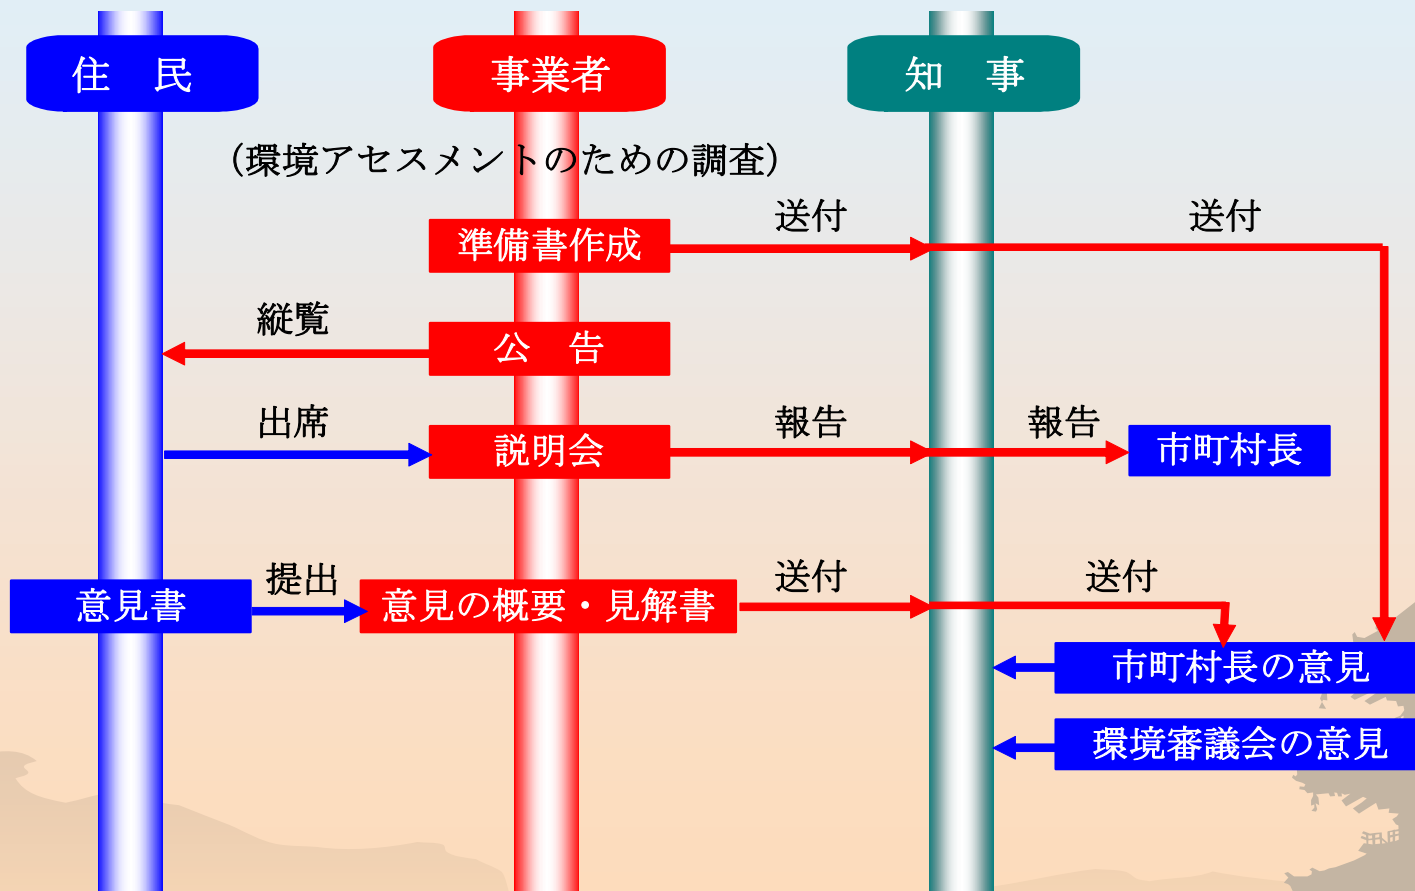 住　民
事業者
知　事
（環境アセスメントのための調査）
準備書作成
送付
送付
縦覧
公　告
出席
説明会
報告
報告
市町村長
意見書
提出
意見の概要・見解書
送付
送付
市町村長の意見
環境審議会の意見